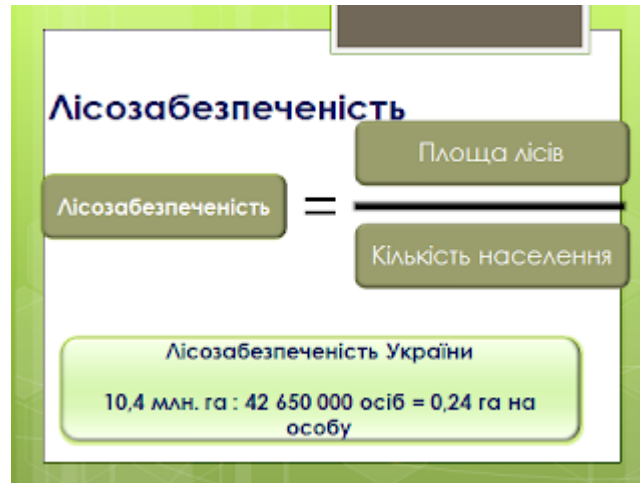 Лісозабезпеченість
Площа лісів
Лісозабезпеченість =
Кількість населення
Лісозабезпеченість України
10,4 млн. га : 42 650 000 осіб = 0,24 га на
особу